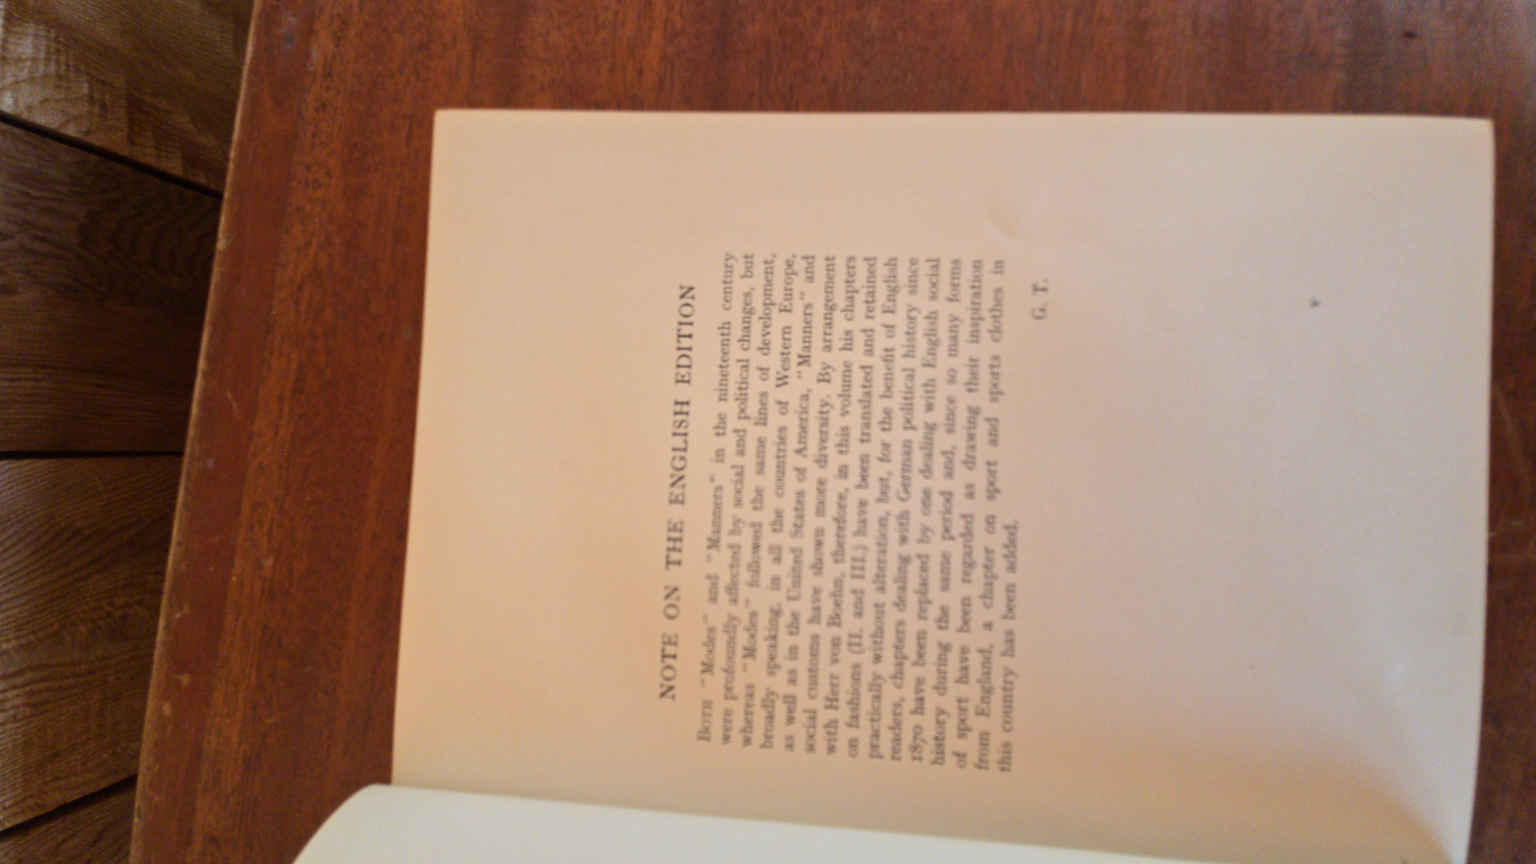 NOTE ON THE ENGLISH EDITION
BOTH "Modes" and "Manners" in the nineteenth century
were profoundly affected by social and political changes, but
whereas "Modes" followed the same lines of development,
broadly speaking, in all the countries of Western Europe,
as well as in the United States of America, "Manners" and
social customs have shown more diversity. By arrangement
with Herr von Boehn, therefore, in this volume his chapters
on fashions (II. and III.) have been translated and retained
practically without alteration, but, for the benefit of English
readers, chapters dealing with German political history since
1870 have been replaced by one dealing with English social
history during the same period and, since so many forms
of sport have been regarded as drawing their inspiration
from England, a chapter on sport and sports clothes in
this country has been added.
G. T.
v